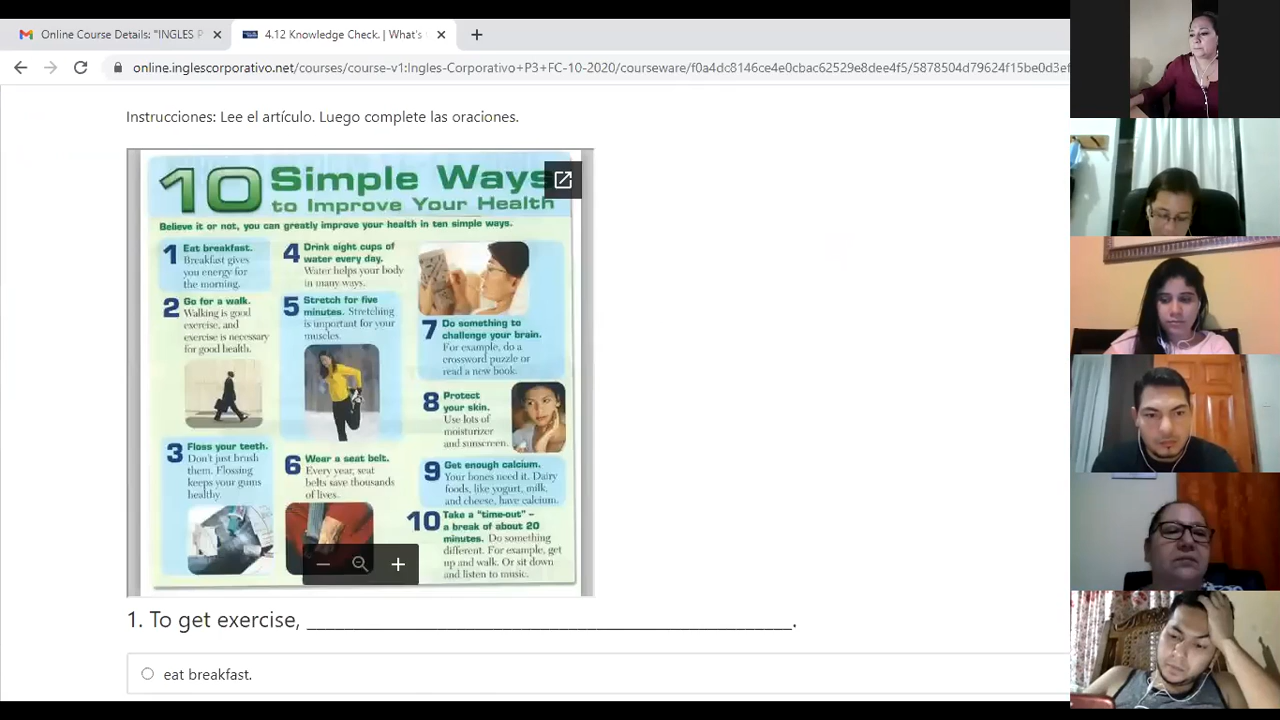 Online Course Details: "INGLES P
4.12 Knowledge Check. | What's
online.inglescorporativo.net/courses/course-v1:Ingles-Corporativo+P3+FC-10-2020/courseware/f0a4dc8146ce4e0cbac62529e8dee4f5/5878504d79624f15be0d3ef
Instrucciones: Lee el artículo. Luego complete las oraciones.
10 Simple Ways
to Improve Your Health
Believe it or not, you can greatly improve your health in ten simple ways.
1 Eat breakfast.
Breakfast gives
you energy for
the morning.
2 Go for a walk.
Walking is good
exercise, and
exercise is necessary
for good health.
3 Floss your teeth.
Don't just brush
them. Flossing
keeps your gums
healthy.
4 Drink eight cups of
water every day.
Water helps your body
in many ways.
5 Stretch for five
minutes. Stretching
is important for your
muscles.
6 Wear a seat belt.
Every year, seat
belts save thousands
of lives.
7 Do something to
challenge your brain.
For example, do a
crossword puzzle or
read a new book.
8 Protect
your skin.
Use lots of
moisturizer
and sunscreen.
9 Get enough calcium.
Your bones need it. Dairy
foods, like yogurt, milk,
and cheese, have calcium.
10 Take a "time-out" –
a break of about 20
minutes. Do something
different. For example, get
up and walk. Or sit down
and listen to music.
1. To get exercise, ____________________________________________.
eat breakfast.